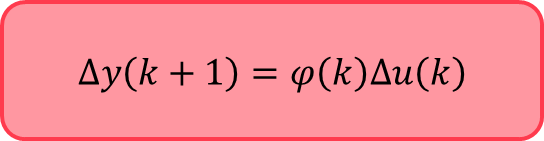 Δy(k + 1) = φ(k)Δu(k)